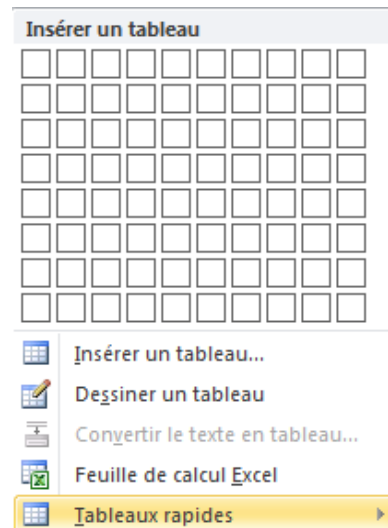 Insérer un tableau
Insérer un tableau...
Dessiner un tableau
Convertir le texte en tableau...
Feuille de calcul Excel
Tableaux rapides